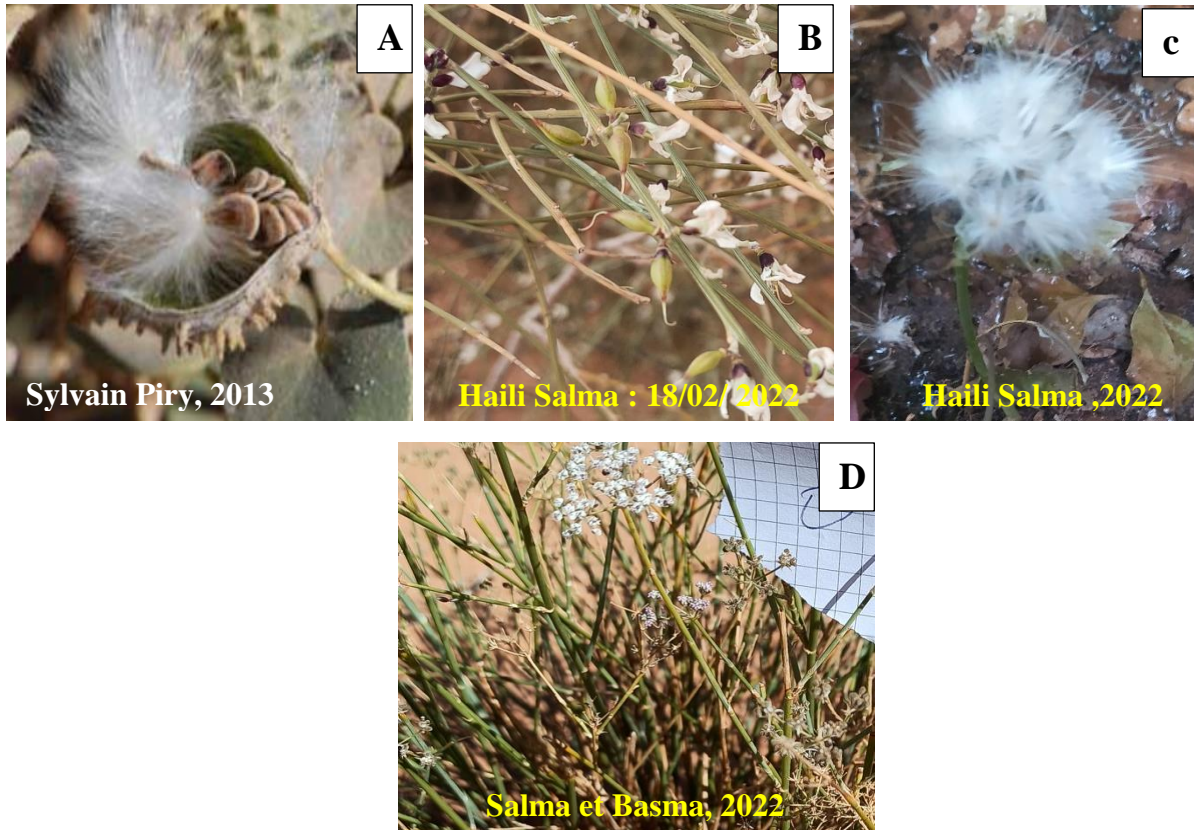 A
Sylvain Piry, 2013
B
Haili Salma : 18/02/ 2022
c
Haili Salma ,2022
D
Salma et Basma, 2022